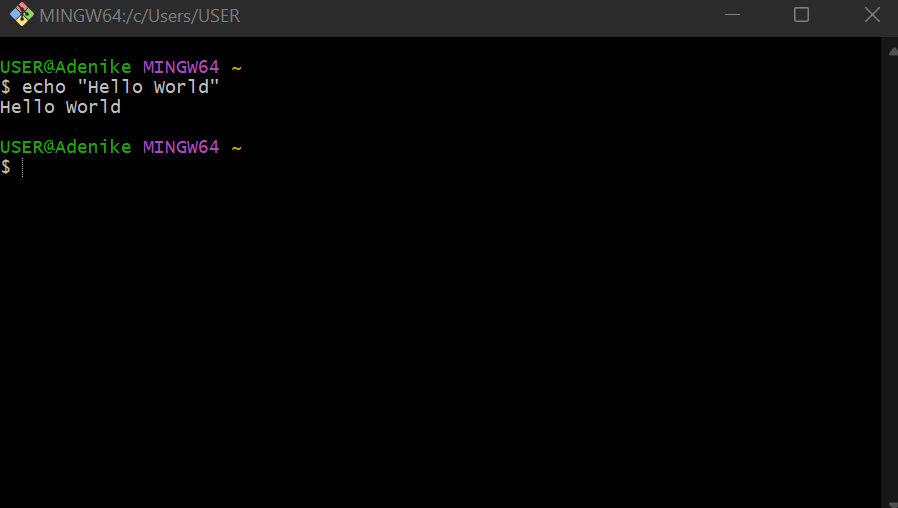 MINGW64:/c/Users/USER
USER@Adenike MINGW64 ~
$ echo "Hello World"
Hello World
USER@Adenike MINGW64 ~
$